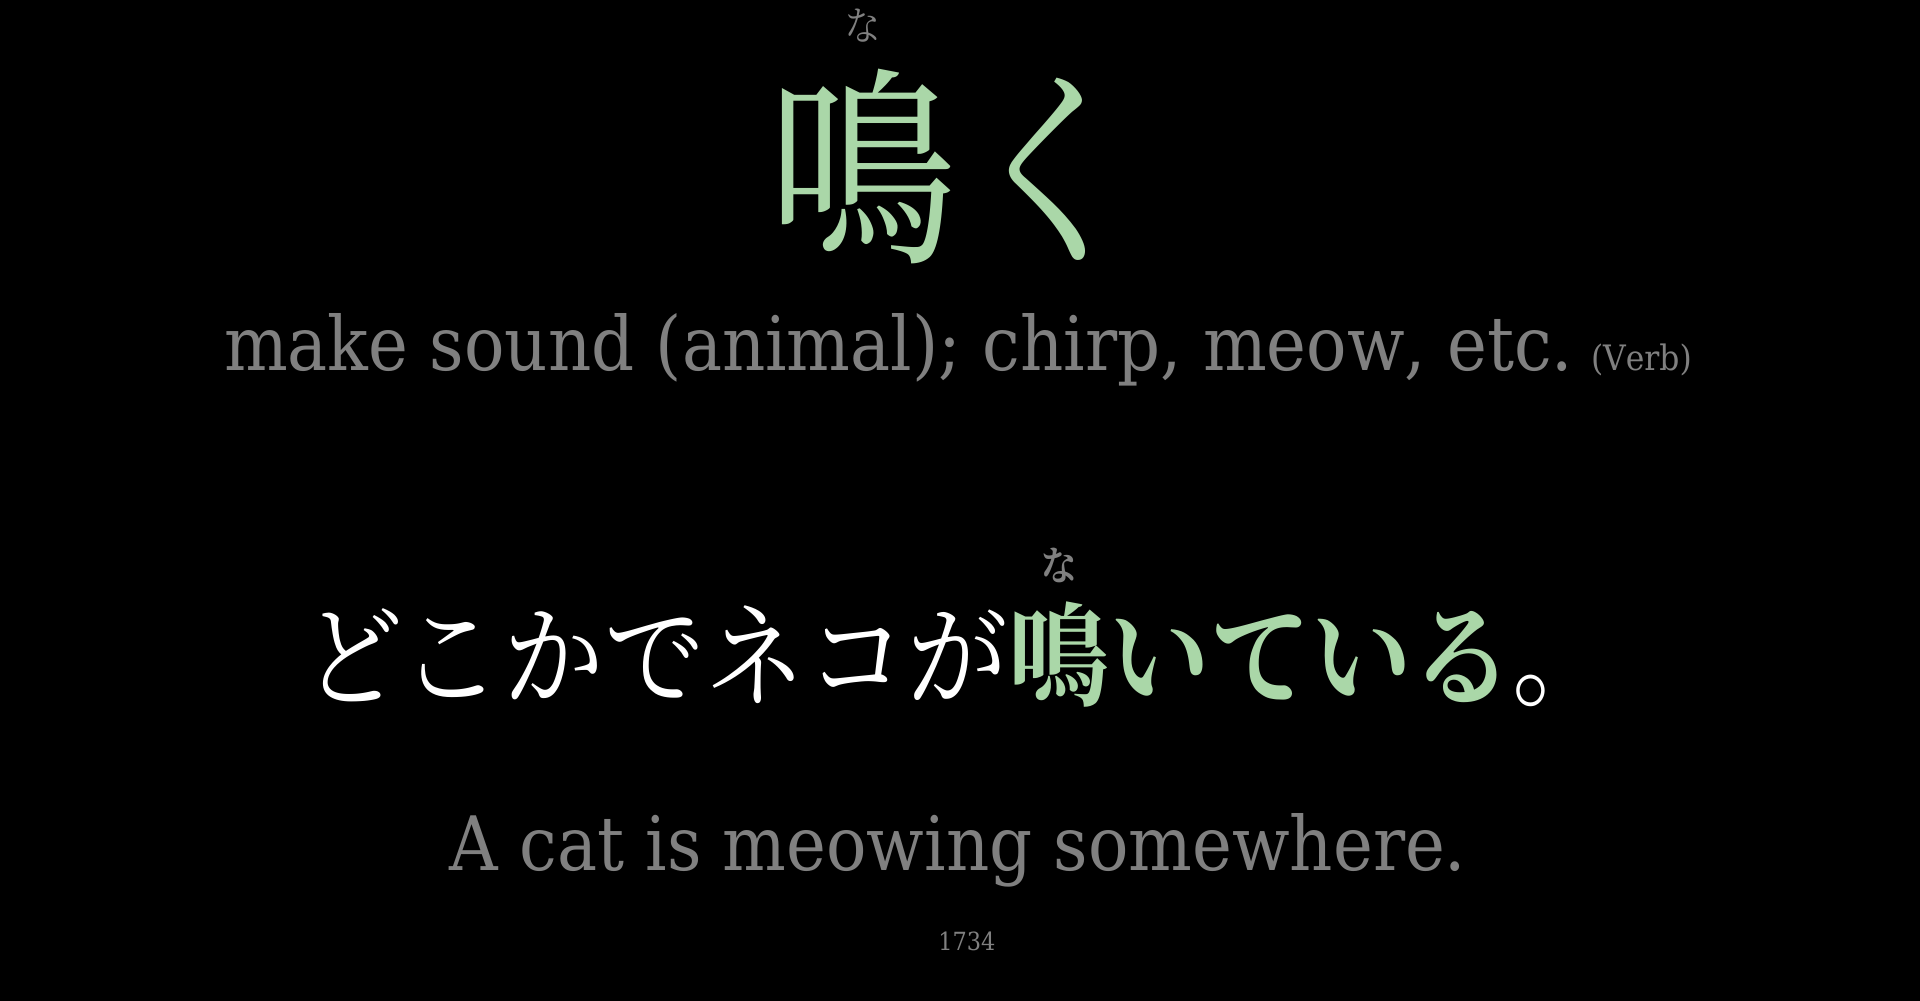 な
鳴く
make sound (animal); chirp, meow, etc. (Verb)
な
どこかでネコが鳴いている。
A cat is meowing somewhere.
1734